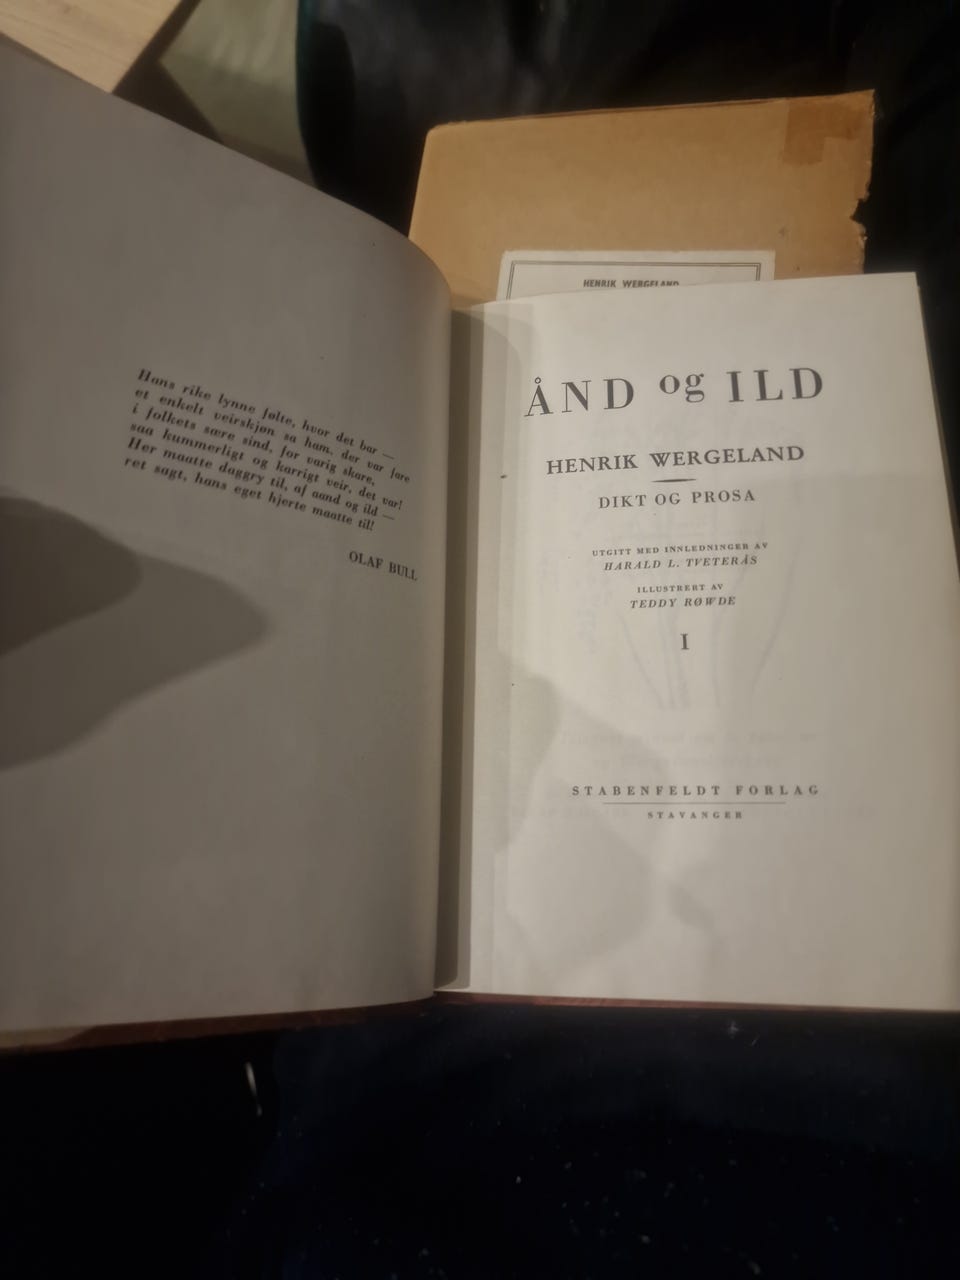 Hans rike lynne følte, hvor det bar —
et enkelt veirskjøn sa ham, der var fare
i folkets sære sind, for varig skare,
saa kummerligt og karrigt veir, det var!
Her maatte daggry til, af aand og ild —
ret sagt, hans eget hjerte maatte til!
OLAF BULL
HENRIK WERGELAND
ÅND og ILD
HENRIK WERGELAND
DIKT OG PROSA
UTGITT MED INNLEDNINGER AV
HARALD L. TVETERÅS
ILLUSTRERT AV
TEDDY RØWDE
I
STABENFELDT FORLAG
STAVANGER